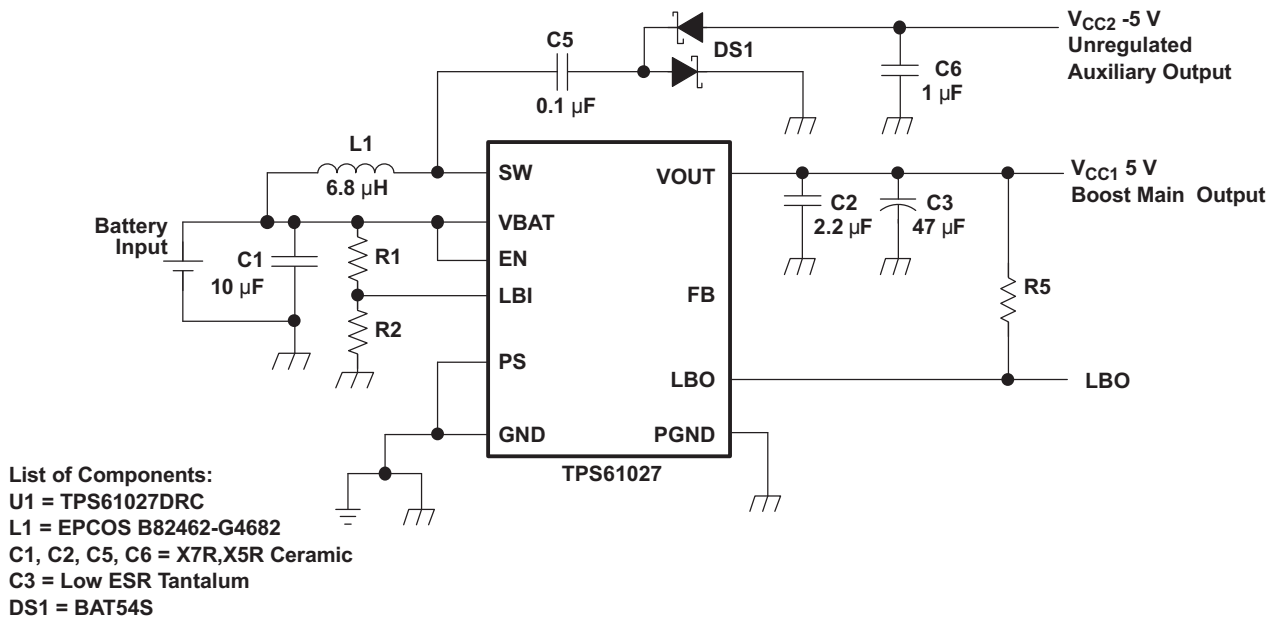 V_CC2 -5 V
Unregulated
Auxiliary Output
C5
0.1 µF
DS1
C6
1 µF
L1
6.8 µH
SW
VOUT
V_CC1 5 V
Boost Main Output
C2
2.2 µF
C3
47 µF
Battery
Input
VBAT
C1
10 µF
R1
EN
LBI
FB
R5
R2
PS
LBO
LBO
GND
PGND
TPS61027
List of Components:
U1 = TPS61027DRC
L1 = EPCOS B82462-G4682
C1, C2, C5, C6 = X7R,X5R Ceramic
C3 = Low ESR Tantalum
DS1 = BAT54S